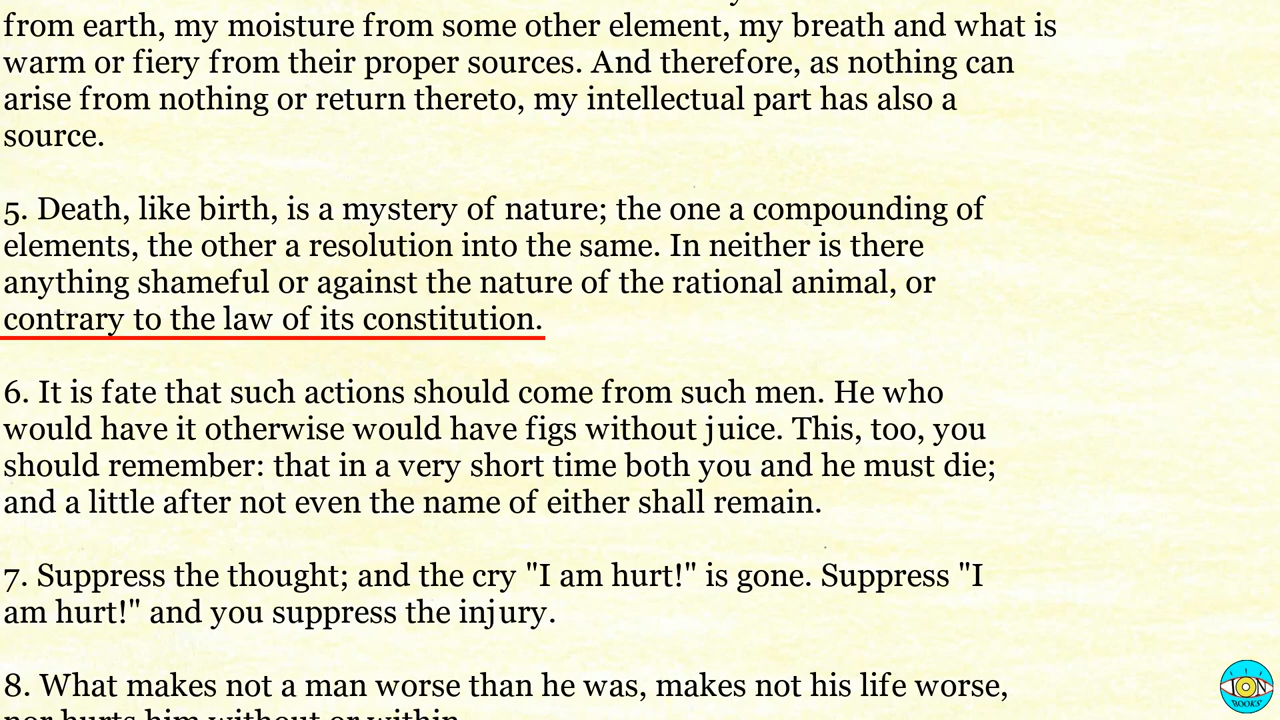 from earth, my moisture from some other element, my breath and what is
warm or fiery from their proper sources. And therefore, as nothing can
arise from nothing or return thereto, my intellectual part has also a
source.
5. Death, like birth, is a mystery of nature; the one a compounding of
elements, the other a resolution into the same. In neither is there
anything shameful or against the nature of the rational animal, or
contrary to the law of its constitution.
6. It is fate that such actions should come from such men. He who
would have it otherwise would have figs without juice. This, too, you
should remember: that in a very short time both you and he must die;
and a little after not even the name of either shall remain.
7. Suppress the thought; and the cry "I am hurt!" is gone. Suppress "I
am hurt!" and you suppress the injury.
8. What makes not a man worse than he was, makes not his life worse,
nor hurts him without or within.
ION
BOOKS